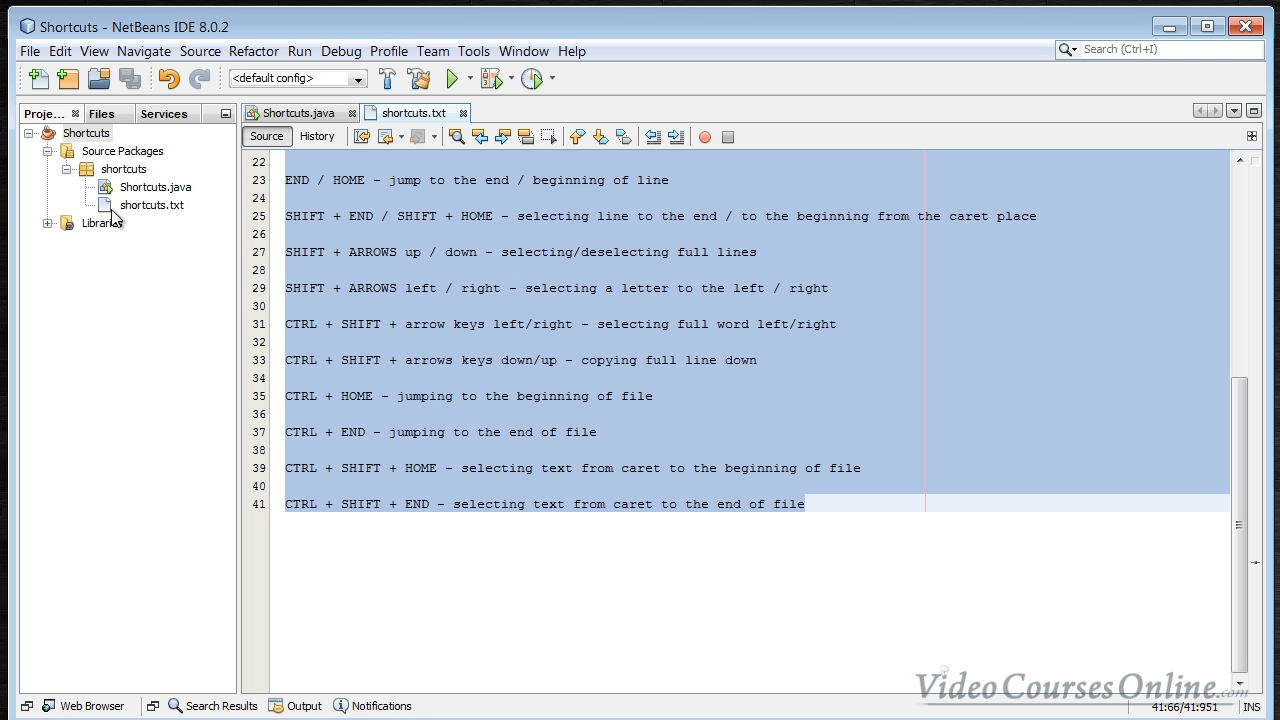 Shortcuts - NetBeans IDE 8.0.2
File Edit View Navigate Source Refactor Run Debug Profile Team Tools Window Help
Search (Ctrl+I)
<default config>
Proje... Files Services
Shortcuts.java shortcuts.txt
Source History
Shortcuts
Source Packages
shortcuts
Shortcuts.java
shortcuts.txt
Libraries
22
23 END / HOME - jump to the end / beginning of line
24
25 SHIFT + END / SHIFT + HOME - selecting line to the end / to the beginning from the caret place
26
27 SHIFT + ARROWS up / down - selecting/deselecting full lines
28
29 SHIFT + ARROWS left / right - selecting a letter to the left / right
30
31 CTRL + SHIFT + arrow keys left/right - selecting full word left/right
32
33 CTRL + SHIFT + arrows keys down/up - copying full line down
34
35 CTRL + HOME - jumping to the beginning of file
36
37 CTRL + END - jumping to the end of file
38
39 CTRL + SHIFT + HOME - selecting text from caret to the beginning of file
40
41 CTRL + SHIFT + END - selecting text from caret to the end of file
VideoCoursesOnline.com
Web Browser Search Results Output Notifications 41:66/41:951 INS